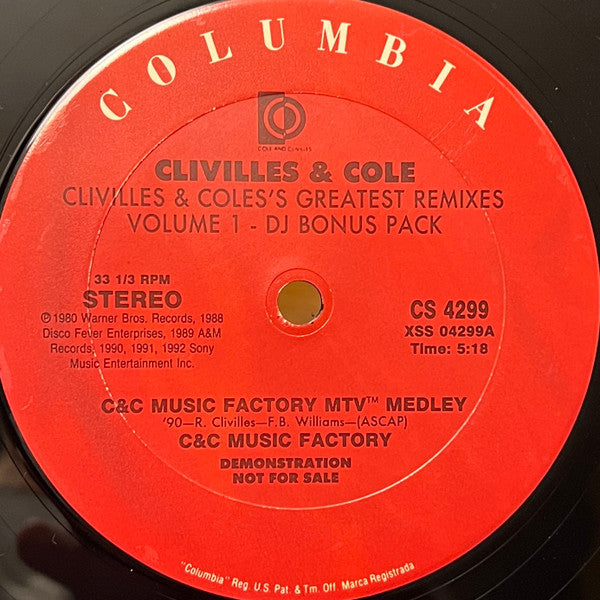 COLUMBIA
COLE AND CLIVILLES
CLIVILLES & COLE
CLIVILLES & COLES'S GREATEST REMIXES
VOLUME 1 - DJ BONUS PACK
33 1/3 RPM
STEREO
℗1980 Warner Bros. Records, 1988
Disco Fever Enterprises, 1989 A&M
Records, 1990, 1991, 1992 Sony
Music Entertainment Inc.
CS 4299
XSS 04299A
Time: 5:18
C&C MUSIC FACTORY MTV™ MEDLEY
'90—R. Clivilles—F.B. Williams—(ASCAP)
C&C MUSIC FACTORY
DEMONSTRATION
NOT FOR SALE
"Columbia" Reg. U.S. Pat. & Tm. Off. Marca Registrada